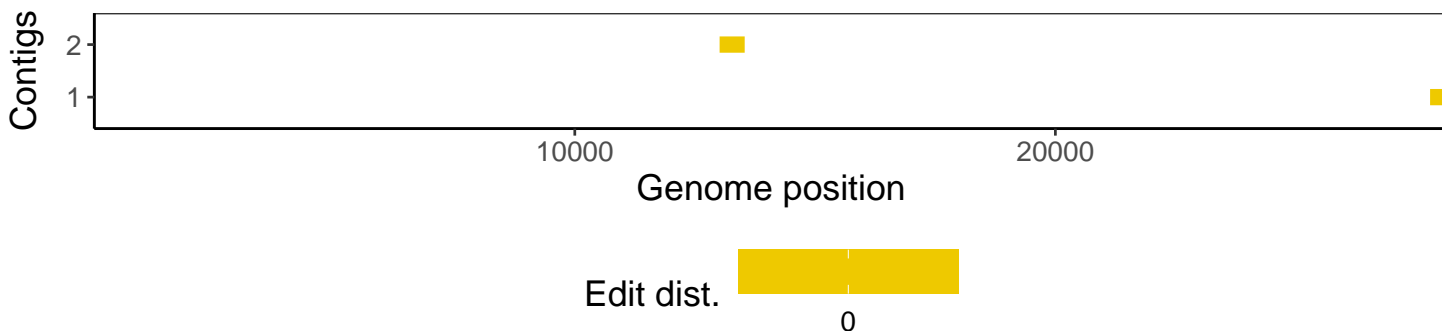 Contigs
2
1
10000 20000
Genome position
Edit dist.
0